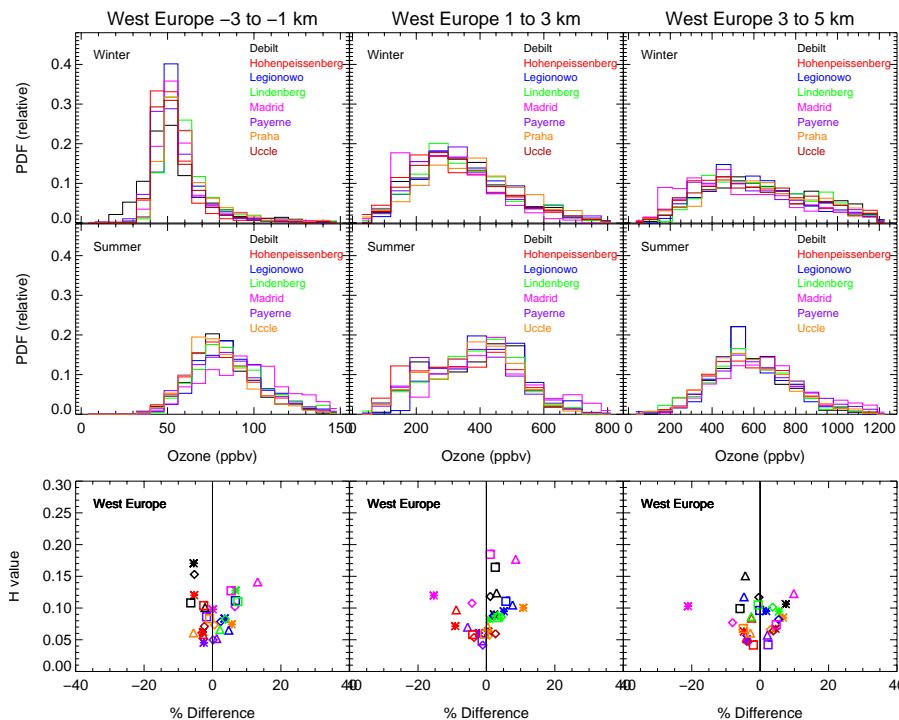 West Europe −3 to −1 km
West Europe 1 to 3 km
West Europe 3 to 5 km
PDF (relative)
0.4
0.3
0.2
0.1
0.0
Winter
Debilt
Hohenpeissenberg
Legionowo
Lindenberg
Madrid
Payerne
Praha
Uccle
Winter
Debilt
Hohenpeissenberg
Legionowo
Lindenberg
Madrid
Payerne
Praha
Uccle
Winter
Debilt
Hohenpeissenberg
Legionowo
Lindenberg
Madrid
Payerne
Praha
Uccle
PDF (relative)
0.4
0.3
0.2
0.1
0.0
Summer
Debilt
Hohenpeissenberg
Legionowo
Lindenberg
Madrid
Payerne
Uccle
Summer
Debilt
Hohenpeissenberg
Legionowo
Lindenberg
Madrid
Payerne
Uccle
Summer
Debilt
Hohenpeissenberg
Legionowo
Lindenberg
Madrid
Payerne
Uccle
0 50 100 150
0 200 400 600 800
0 200 400 600 800 1000 1200
Ozone (ppbv)
Ozone (ppbv)
Ozone (ppbv)
H value
0.30
0.25
0.20
0.15
0.10
0.05
0.00
West Europe
West Europe
West Europe
−40 −20 0 20 40
−20 0 20 40
−20 0 20 40
% Difference
% Difference
% Difference